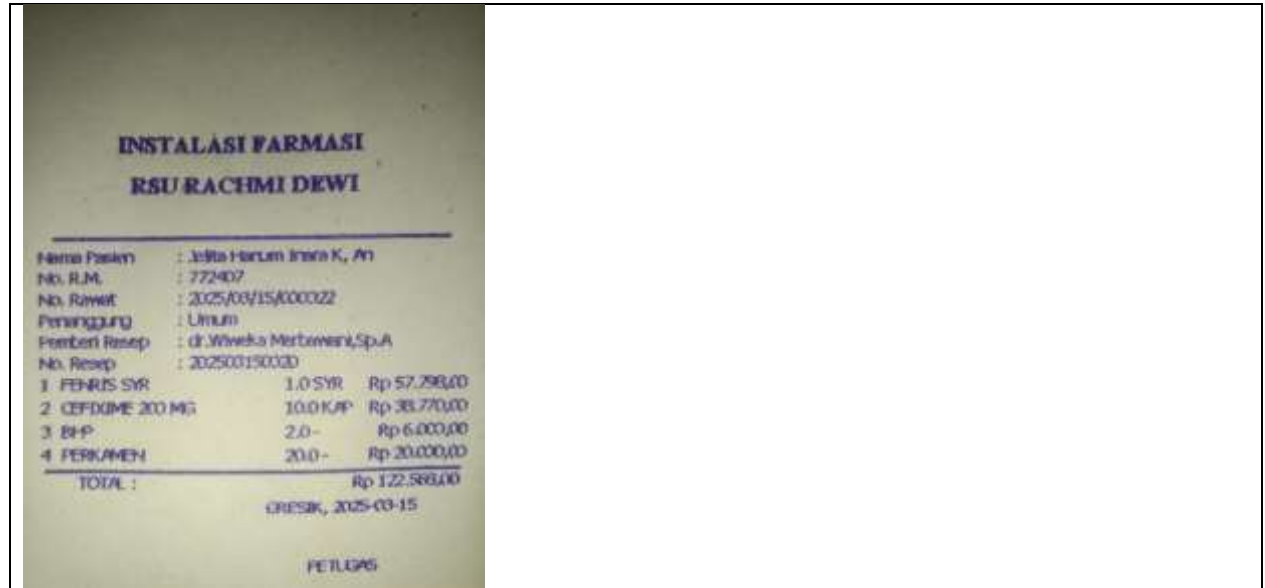 INSTALASI FARMASI
RSU RACHMI DEWI
Nama Pasien : Jelita Harum Inara K, An
No. R.M. : 772407
No. Rawat : 2025/03/15/000322
Penanggung : Umum
Pemberi Resep : dr.Wiweka Merbawani,Sp.A
No. Resep : 202503150320
1 FENRIS SYR 1.0 SYR Rp 57.798,00
2 CEFIXIME 200 MG 10.0 KAP Rp 38.770,00
3 BHP 2.0 - Rp 6.000,00
4 PERKAMEN 20.0 - Rp 20.000,00
TOTAL : Rp 122.568,00
GRESIK, 2025-03-15
PETUGAS